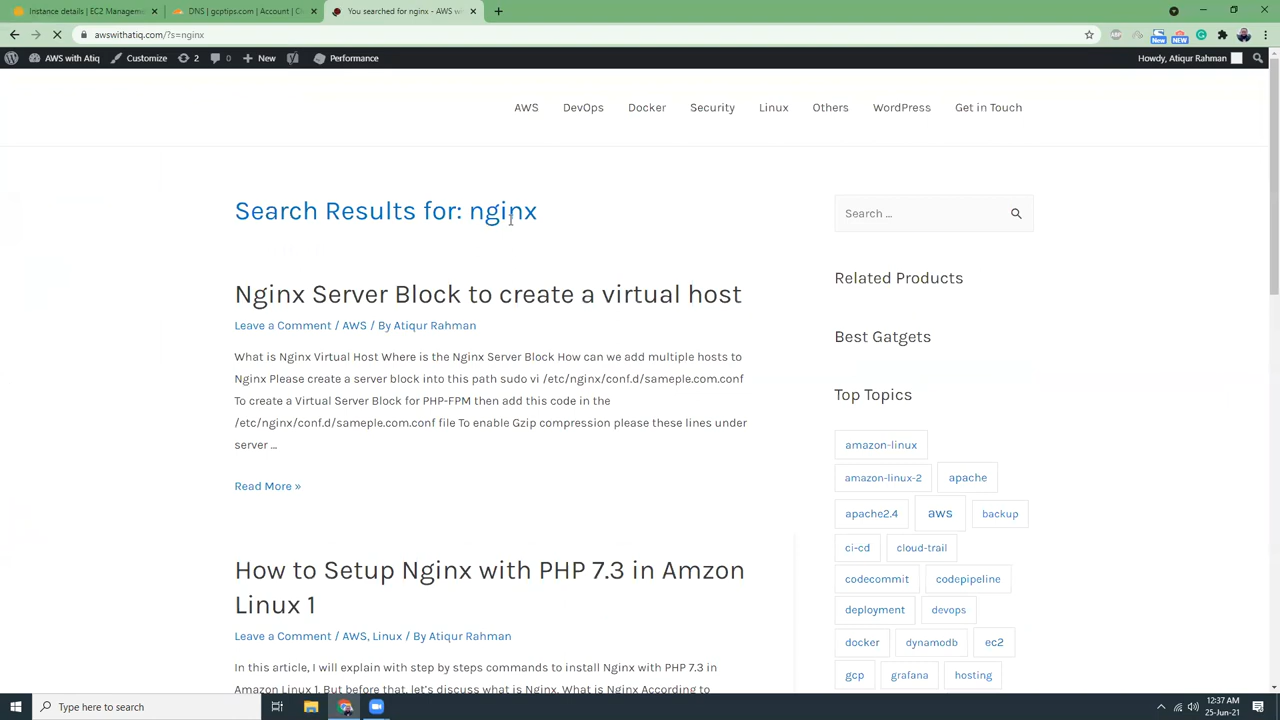 Instance details | EC2 Managem
DNS | gcptips.com | Account | C
You searched for nginx - AWS w
awswithatiq.com/?s=nginx
AWS with Atiq
Customize
2
0
New
Performance
Howdy, Atiqur Rahman
AWS
DevOps
Docker
Security
Linux
Others
WordPress
Get in Touch
Search Results for: nginx
Nginx Server Block to create a virtual host
Leave a Comment / AWS / By Atiqur Rahman
What is Nginx Virtual Host Where is the Nginx Server Block How can we add multiple hosts to
Nginx Please create a server block into this path sudo vi /etc/nginx/conf.d/sameple.com.conf
To create a Virtual Server Block for PHP-FPM then add this code in the
/etc/nginx/conf.d/sameple.com.conf file To enable Gzip compression please these lines under
server ...
Read More »
How to Setup Nginx with PHP 7.3 in Amzon
Linux 1
Leave a Comment / AWS, Linux / By Atiqur Rahman
In this article, I will explain with step by steps commands to install Nginx with PHP 7.3 in
Amazon Linux 1. But before that, let's discuss what is Nginx. What is Nginx According to
Search ...
Related Products
Best Gatgets
Top Topics
amazon-linux
amazon-linux-2
apache
apache2.4
aws
backup
ci-cd
cloud-trail
codecommit
codepipeline
deployment
devops
docker
dynamodb
ec2
gcp
grafana
hosting
Type here to search
12:37 AM
25-Jun-21